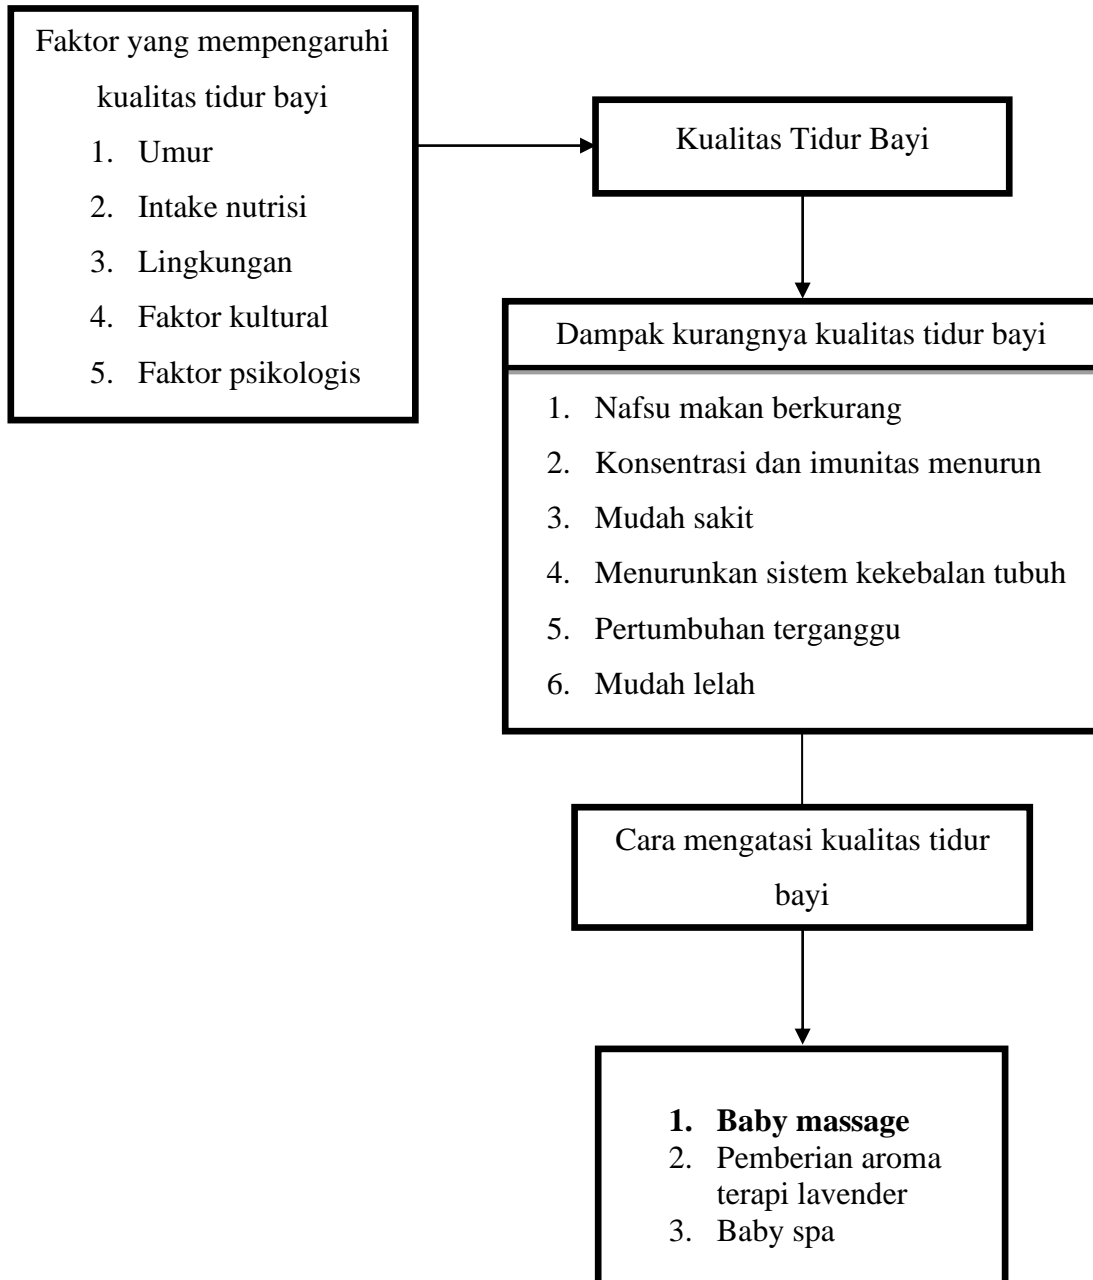 Faktor yang mempengaruhi
kualitas tidur bayi
1. Umur
2. Intake nutrisi
3. Lingkungan
4. Faktor kultural
5. Faktor psikologis
Kualitas Tidur Bayi
Dampak kurangnya kualitas tidur bayi
1. Nafsu makan berkurang
2. Konsentrasi dan imunitas menurun
3. Mudah sakit
4. Menurunkan sistem kekebalan tubuh
5. Pertumbuhan terganggu
6. Mudah lelah
Cara mengatasi kualitas tidur
bayi
1. Baby massage
2. Pemberian aroma
terapi lavender
3. Baby spa